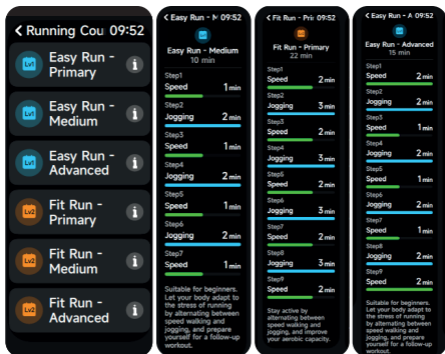 < Running Cou 09:52
Lv1
Easy Run -
Primary
i
Lv1
Easy Run -
Medium
i
Lv1
Easy Run -
Advanced
i
Lv2
Fit Run -
Primary
i
Lv2
Fit Run -
Medium
i
Lv2
Fit Run -
Advanced
i
< Easy Run - M 09:52
Easy Run - Medium
10 min
Step1
Speed 1 min
Step2
Jogging 2 min
Step3
Speed 1 min
Step4
Jogging 2 min
Step5
Speed 1 min
Step6
Jogging 2 min
Step7
Speed 1 min
Suitable for beginners.
Let your body adapt to
the stress of running
by alternating between
speed walking and
jogging, and prepare
yourself for a follow-up
workout.
< Fit Run - Pri 09:52
Fit Run - Primary
22 min
Step1
Speed 2 min
Step2
Jogging 3 min
Step3
Speed 2 min
Step4
Jogging 3 min
Step5
Speed 2 min
Step6
Jogging 3 min
Step7
Speed 2 min
Step8
Jogging 3 min
Step9
Speed 2 min
Stay active by
alternating between
speed walking and
jogging, and improve
your aerobic capacity.
< Easy Run - A 09:52
Easy Run - Advanced
15 min
Step1
Speed 2 min
Step2
Jogging 2 min
Step3
Speed 1 min
Step4
Jogging 2 min
Step5
Speed 1 min
Step6
Jogging 2 min
Step7
Speed 1 min
Step8
Jogging 2 min
Step9
Speed 2 min
Suitable for beginners.
Let your body adapt to
the stress of running
by alternating between
speed walking and
jogging, and prepare
yourself for a follow-up
workout.